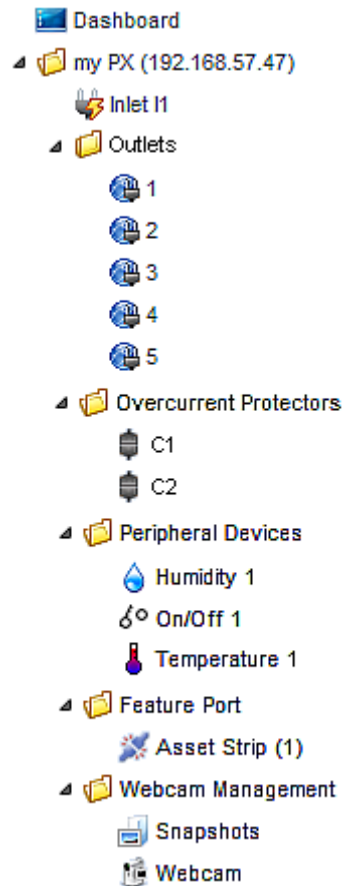 Dashboard
my PX (192.168.57.47)
Inlet I1
Outlets
1
2
3
4
5
Overcurrent Protectors
C1
C2
Peripheral Devices
Humidity 1
On/Off 1
Temperature 1
Feature Port
Asset Strip (1)
Webcam Management
Snapshots
Webcam